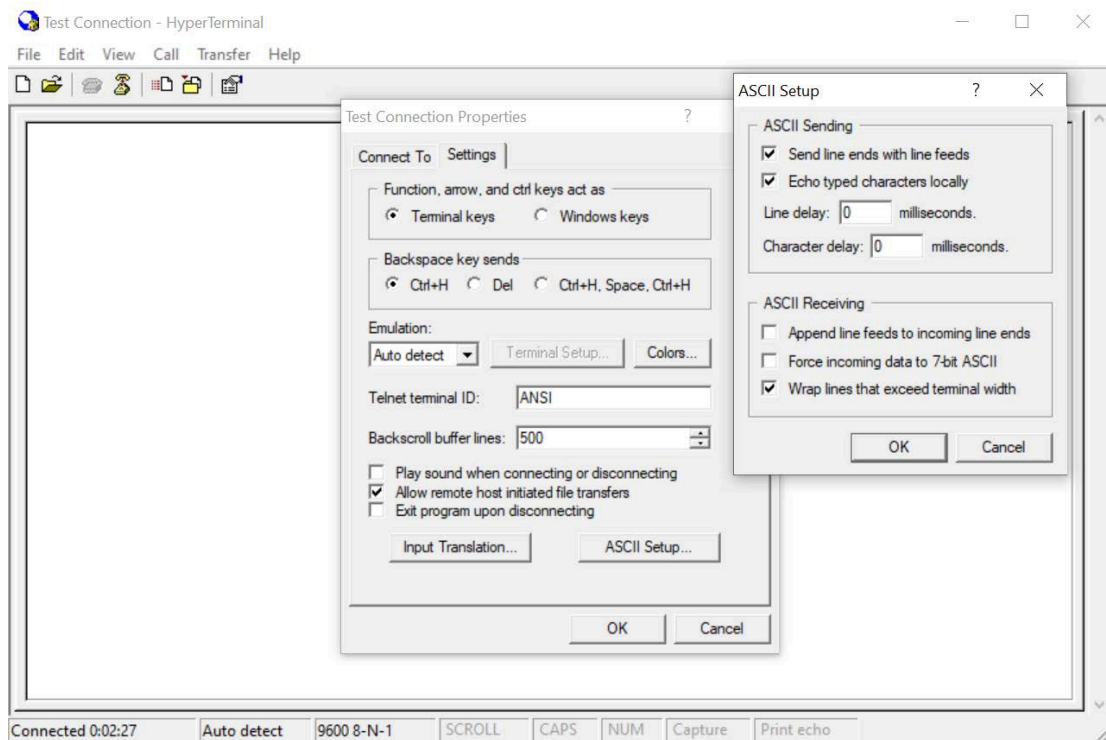 Test Connection - HyperTerminal
File Edit View Call Transfer Help
Test Connection Properties ?
Connect To Settings
Function, arrow, and ctrl keys act as
Terminal keys Windows keys
Backspace key sends
Ctrl+H Del Ctrl+H, Space, Ctrl+H
Emulation:
Auto detect Terminal Setup... Colors...
Telnet terminal ID: ANSI
Backscroll buffer lines: 500
Play sound when connecting or disconnecting
Allow remote host initiated file transfers
Exit program upon disconnecting
Input Translation... ASCII Setup...
OK Cancel
ASCII Setup ?
ASCII Sending
Send line ends with line feeds
Echo typed characters locally
Line delay: 0 milliseconds.
Character delay: 0 milliseconds.
ASCII Receiving
Append line feeds to incoming line ends
Force incoming data to 7-bit ASCII
Wrap lines that exceed terminal width
OK Cancel
Connected 0:02:27 Auto detect 9600 8-N-1 SCROLL CAPS NUM Capture Print echo